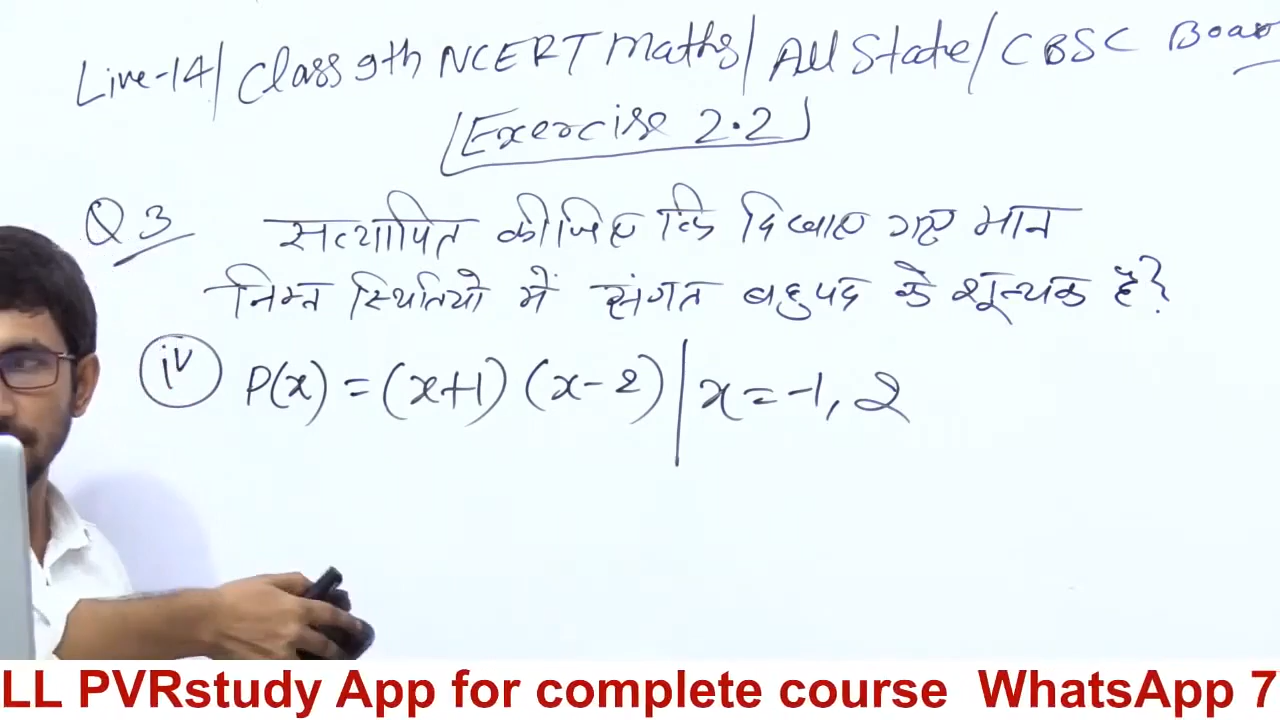 Live-14/ Class 9th NCERT Maths/ All State/ CBSC Boar
Exercise 2.2
Q 3 सत्यापित कीजिए कि दिखाए गए मान
निम्न स्थितियो में संगत बहुपद के शून्यक है?
iv P(x) = (x+1) (x-2) | x = -1, 2
LL PVRstudy App for complete course WhatsApp 7